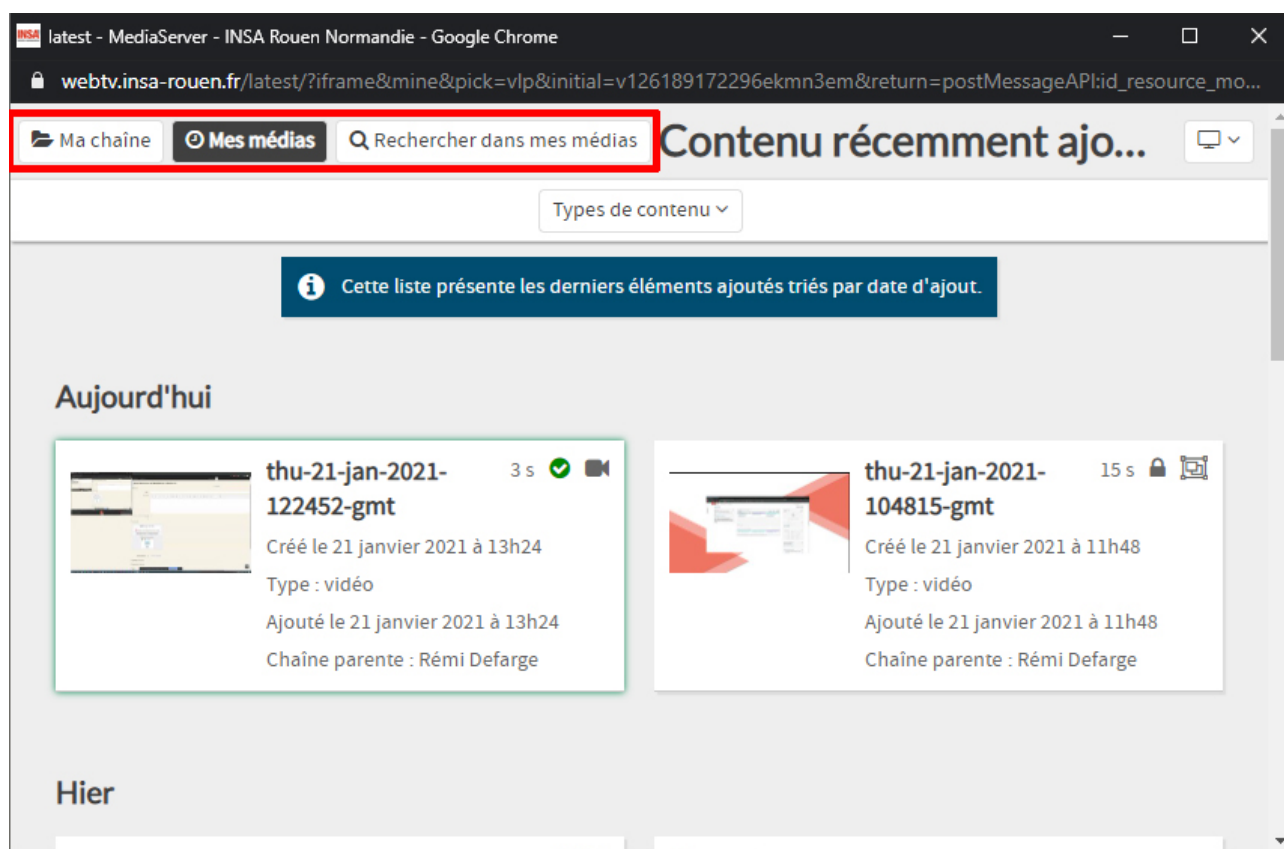 INSA latest - MediaServer - INSA Rouen Normandie - Google Chrome
webtv.insa-rouen.fr/latest/?iframe&mine&pick=vlp&initial=v126189172296ekmn3em&return=postMessageAPI:id_resource_mo...
Ma chaîne Mes médias Rechercher dans mes médias Contenu récemment ajo...
Types de contenu
Cette liste présente les derniers éléments ajoutés triés par date d'ajout.
Aujourd'hui
thu-21-jan-2021-122452-gmt 3 s
Créé le 21 janvier 2021 à 13h24
Type : vidéo
Ajouté le 21 janvier 2021 à 13h24
Chaîne parente : Rémi Defarge
thu-21-jan-2021-104815-gmt 15 s
Créé le 21 janvier 2021 à 11h48
Type : vidéo
Ajouté le 21 janvier 2021 à 11h48
Chaîne parente : Rémi Defarge
Hier